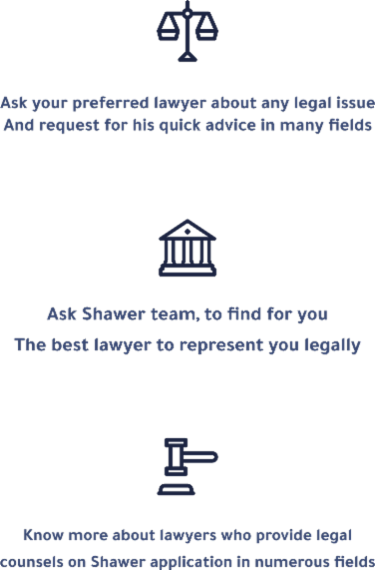 Ask your preferred lawyer about any legal issue
And request for his quick advice in many fields
Ask Shawer team, to find for you
The best lawyer to represent you legally
Know more about lawyers who provide legal
counsels on Shawer application in numerous fields